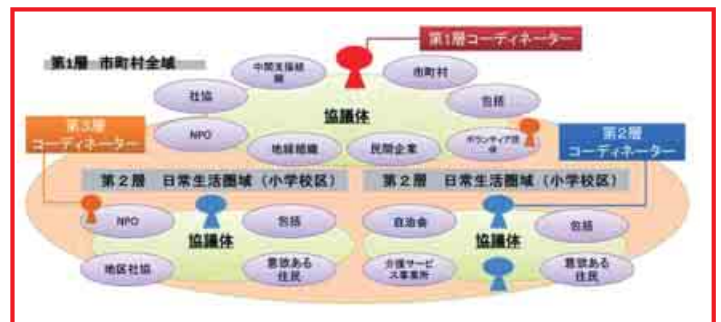 第1層コーディネーター
第1層 市町村全域
中間支援組
織
市町村
社協
包括
協議体
第3層
コーディネーター
NPO
地縁組織
民間企業
ボランティア団
体
第2層
コーディネーター
第2層 日常生活圏域(小学校区)
第2層 日常生活圏域(小学校区)
NPO
包括
協議体
地区社協
意欲ある
住民
自治会
包括
協議体
介護サービ
ス事業所
意欲ある
住民